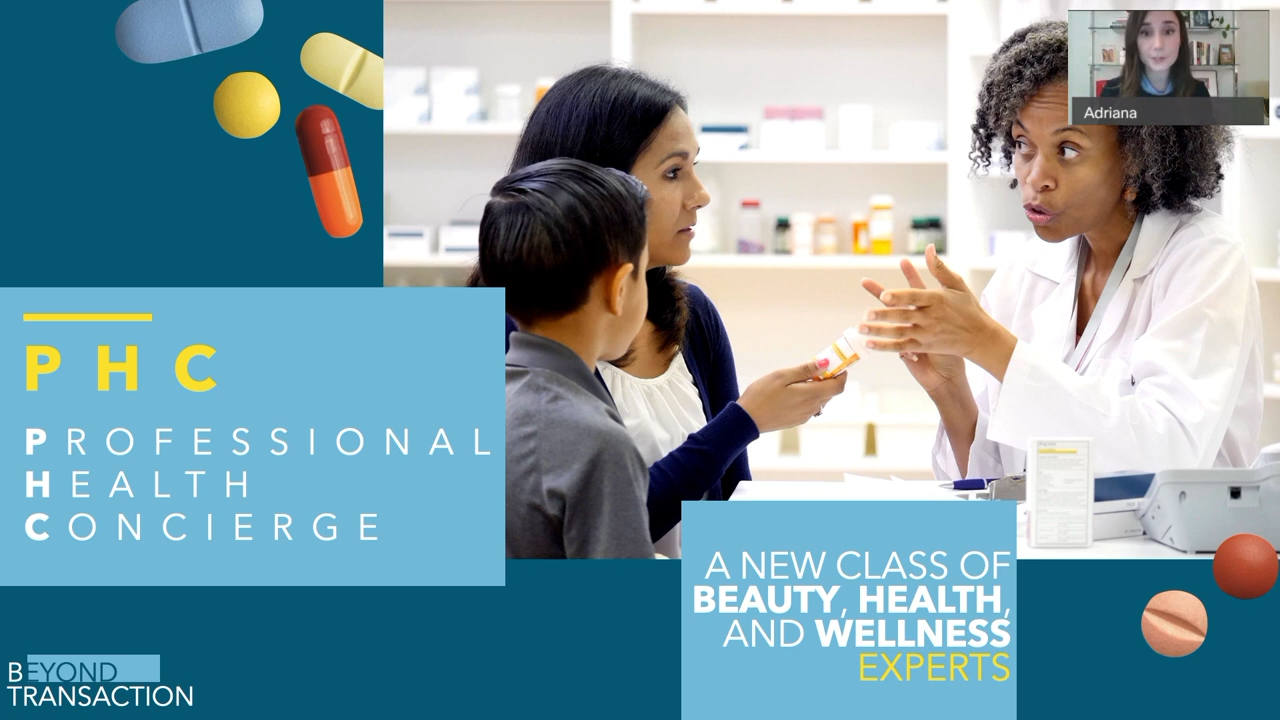 Adriana
PHC
PROFESSIONAL
HEALTH
CONCIERGE
A NEW CLASS OF
BEAUTY, HEALTH,
AND WELLNESS
EXPERTS
BEYOND
TRANSACTION